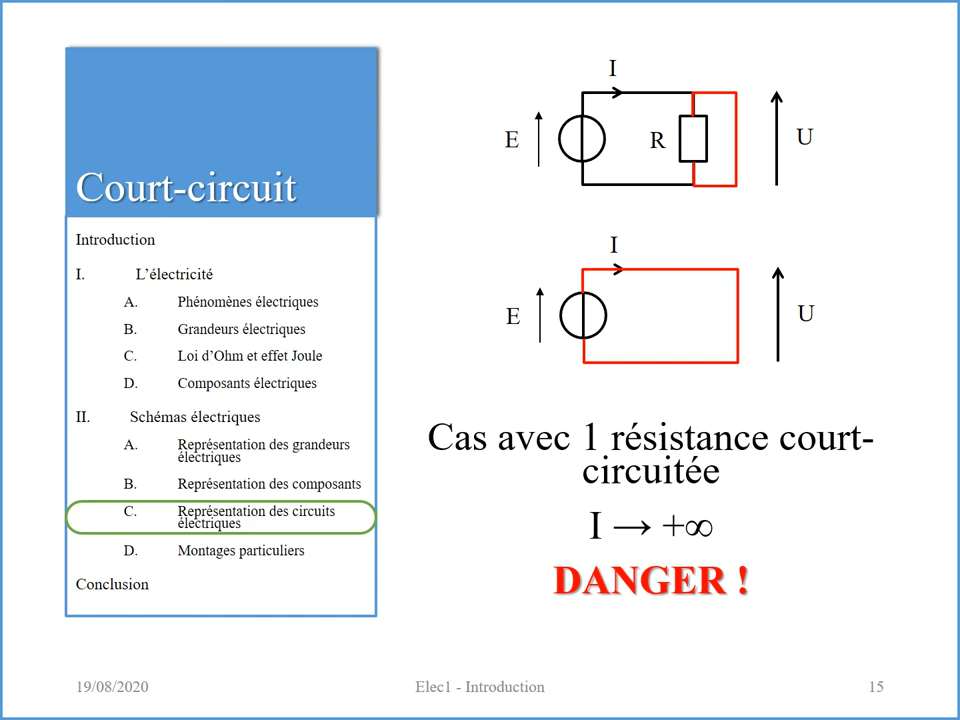 Court-circuit
Introduction
I. L’électricité
A. Phénomènes électriques
B. Grandeurs électriques
C. Loi d’Ohm et effet Joule
D. Composants électriques
II. Schémas électriques
A. Représentation des grandeurs
électriques
B. Représentation des composants
C. Représentation des circuits
électriques
D. Montages particuliers
Conclusion
I
E
R
U
I
E
U
Cas avec 1 résistance court-
circuitée
I → +∞
DANGER !
19/08/2020
Elec1 - Introduction
15